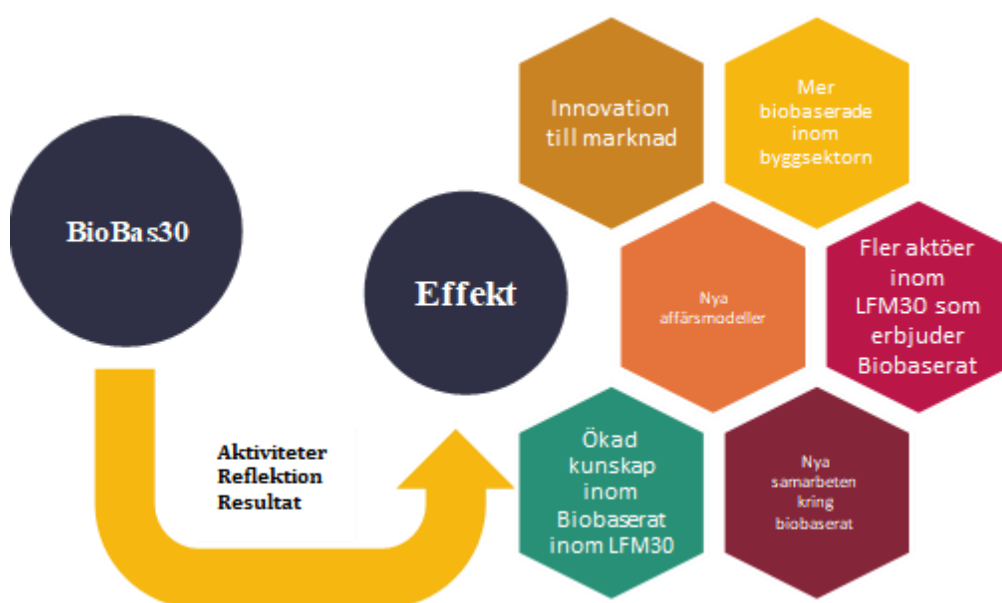 BioBas30
Aktiviteter
Reflektion
Resultat
Effekt
Innovation
till marknad
Mer
biobaserade
inom
byggsektorn
Nya
affärsmodeller
Fler aktöer
inom
LFM30 som
erbjuder
Biobaserat
Ökad
kunskap
inom
Biobaserat
inom LFM30
Nya
samarbeten
kring
biobaserat